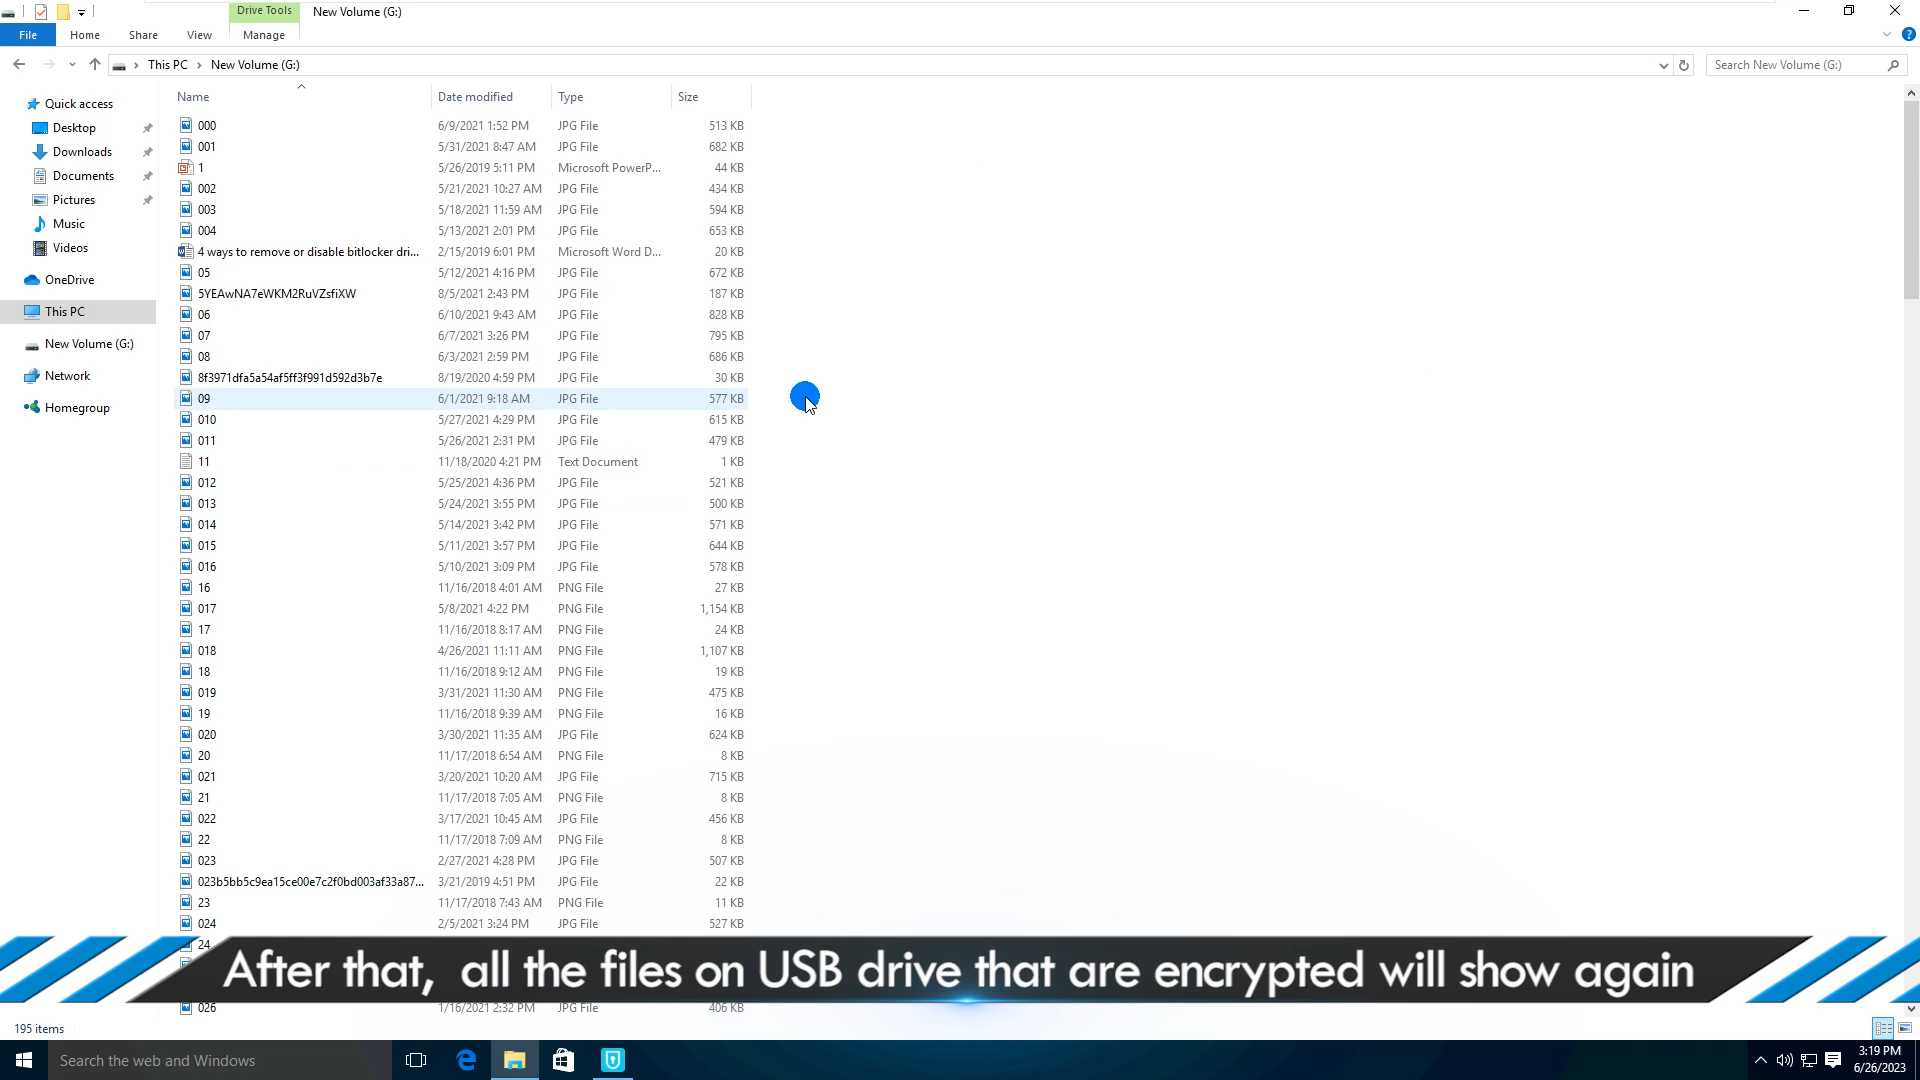 Drive Tools New Volume (G:)
File Home Share View Manage
This PC New Volume (G:) Search New Volume (G:)
Quick access
Desktop
Downloads
Documents
Pictures
Music
Videos
OneDrive
This PC
New Volume (G:)
Network
Homegroup
Name Date modified Type Size
000 6/9/2021 1:52 PM JPG File 513 KB
001 5/31/2021 8:47 AM JPG File 682 KB
1 5/26/2019 5:11 PM Microsoft PowerP... 44 KB
002 5/21/2021 10:27 AM JPG File 434 KB
003 5/18/2021 11:59 AM JPG File 594 KB
004 5/13/2021 2:01 PM JPG File 653 KB
4 ways to remove or disable bitlocker dri... 2/15/2019 6:01 PM Microsoft Word D... 20 KB
05 5/12/2021 4:16 PM JPG File 672 KB
5YEAwNA7eWKM2RuVZsfiXW 8/5/2021 2:43 PM JPG File 187 KB
06 6/10/2021 9:43 AM JPG File 828 KB
07 6/7/2021 3:26 PM JPG File 795 KB
08 6/3/2021 2:59 PM JPG File 686 KB
8f3971dfa5a54af5ff3f991d592d3b7e 8/19/2020 4:59 PM JPG File 30 KB
09 6/1/2021 9:18 AM JPG File 577 KB
010 5/27/2021 4:29 PM JPG File 615 KB
011 5/26/2021 2:31 PM JPG File 479 KB
11 11/18/2020 4:21 PM Text Document 1 KB
012 5/25/2021 4:36 PM JPG File 521 KB
013 5/24/2021 3:55 PM JPG File 500 KB
014 5/14/2021 3:42 PM JPG File 571 KB
015 5/11/2021 3:57 PM JPG File 644 KB
016 5/10/2021 3:09 PM JPG File 578 KB
16 11/16/2018 4:01 AM PNG File 27 KB
017 5/8/2021 4:22 PM PNG File 1,154 KB
17 11/16/2018 8:17 AM PNG File 24 KB
018 4/26/2021 11:11 AM PNG File 1,107 KB
18 11/16/2018 9:12 AM PNG File 19 KB
019 3/31/2021 11:30 AM PNG File 475 KB
19 11/16/2018 9:39 AM PNG File 16 KB
020 3/30/2021 11:35 AM JPG File 624 KB
20 11/17/2018 6:54 AM PNG File 8 KB
021 3/20/2021 10:20 AM JPG File 715 KB
21 11/17/2018 7:05 AM PNG File 8 KB
022 3/17/2021 10:45 AM JPG File 456 KB
22 11/17/2018 7:09 AM PNG File 8 KB
023 2/27/2021 4:28 PM JPG File 507 KB
023b5bb5c9ea15ce00e7c2f0bd003af33a87... 3/21/2019 4:51 PM JPG File 22 KB
23 11/17/2018 7:43 AM PNG File 11 KB
024 2/5/2021 3:24 PM JPG File 527 KB
24
After that, all the files on USB drive that are encrypted will show again
026 1/16/2021 2:32 PM JPG File 406 KB
195 items
Search the web and Windows
3:19 PM
6/26/2023